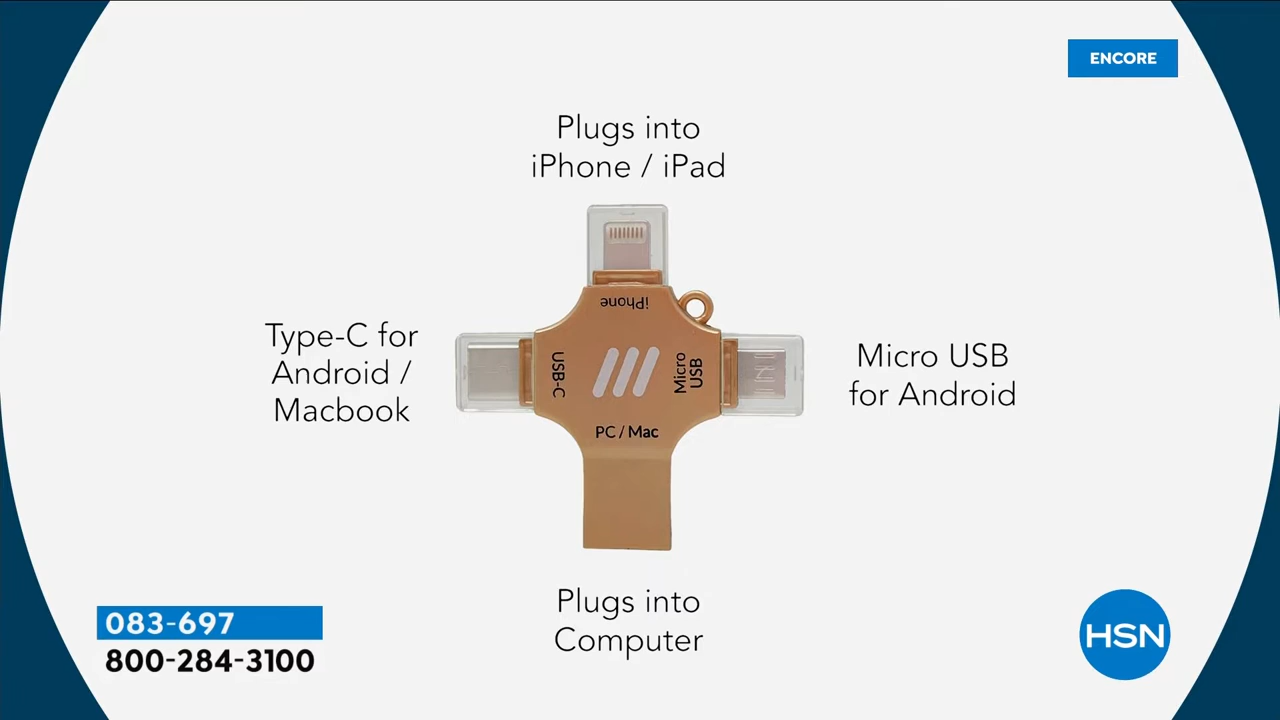 ENCORE
Plugs into
iPhone / iPad
iPhone
Type-C for
Android /
Macbook
USB-C
Micro
USB
Micro USB
for Android
PC / Mac
Plugs into
Computer
083-697
800-284-3100
HSN